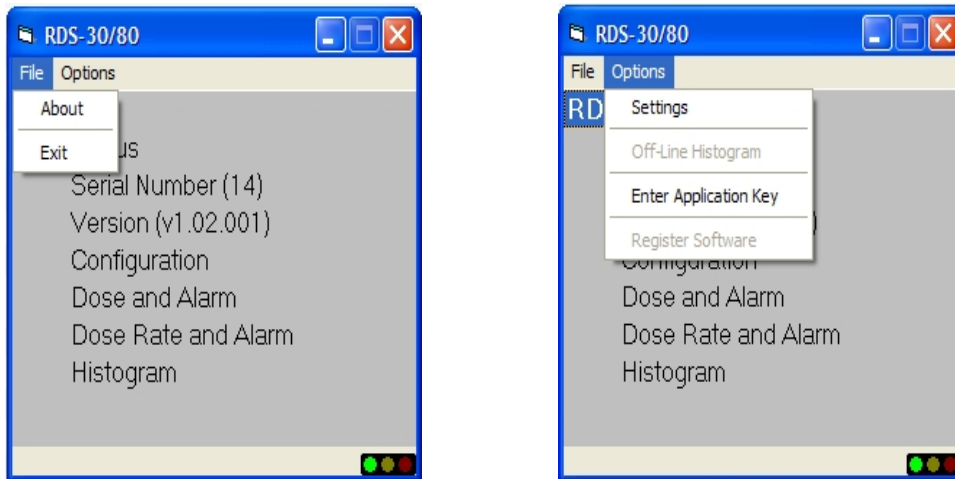 RDS-30/80
File Options
About
Exit
Serial Number (14)
Version (v1.02.001)
Configuration
Dose and Alarm
Dose Rate and Alarm
Histogram
RDS-30/80
File Options
RD
Settings
Off-Line Histogram
Enter Application Key
Register Software
Configuration
Dose and Alarm
Dose Rate and Alarm
Histogram